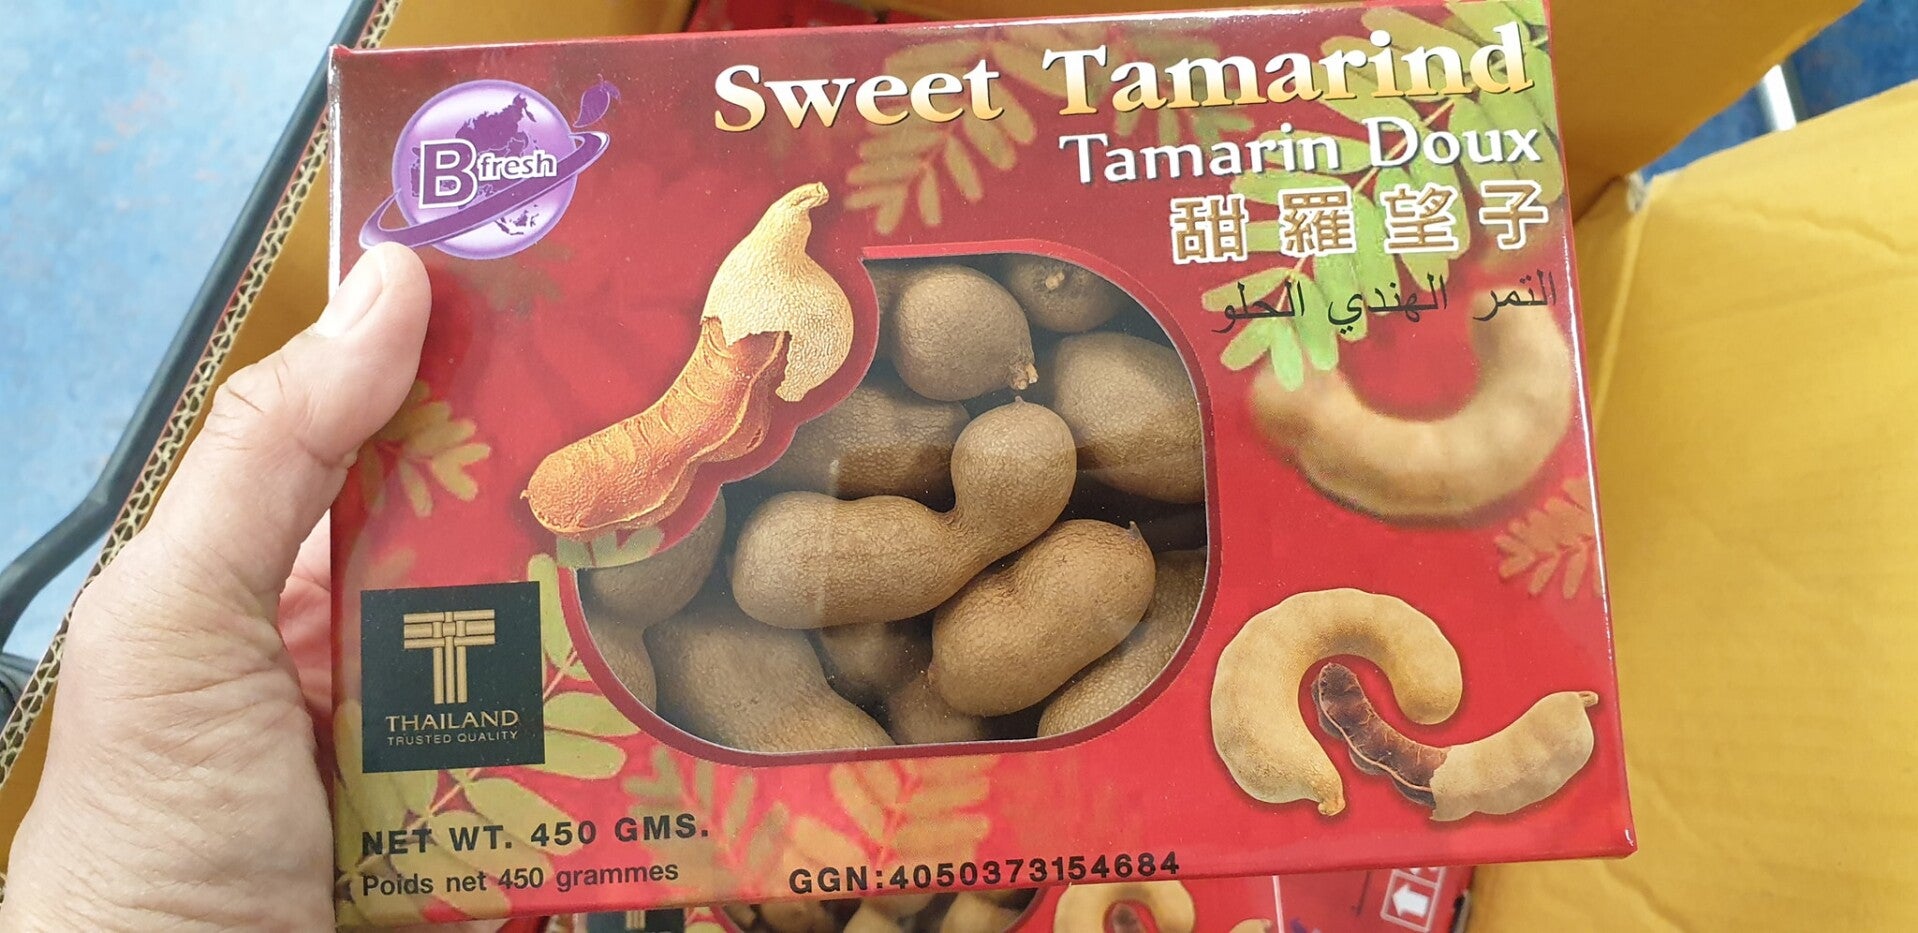 Sweet Tamarind
Tamarin Doux
甜 羅 望 子
التمر الهندي الحلو
B fresh
THAILAND
TRUSTED QUALITY
NET WT. 450 GMS.
Poids net 450 grammes
GGN:4050373154684